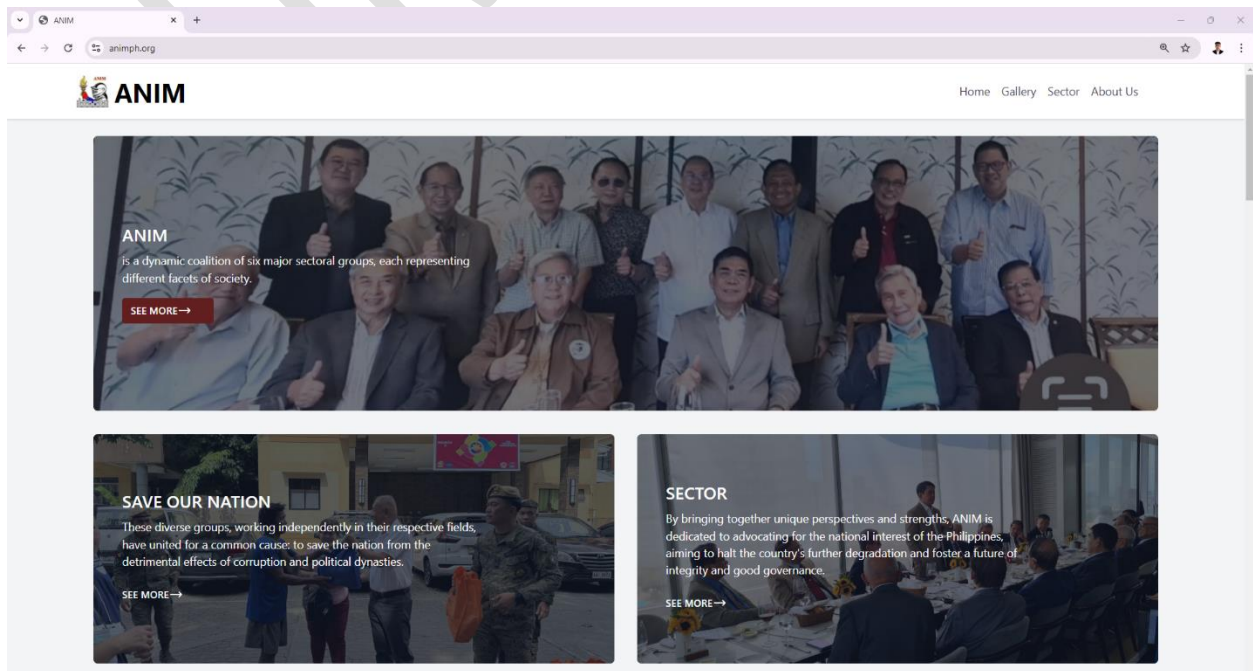 ANIM
animph.org
ANIM
Home Gallery Sector About Us
ANIM
is a dynamic coalition of six major sectoral groups, each representing
different facets of society.
SEE MORE→
SAVE OUR NATION
These diverse groups, working independently in their respective fields,
have united for a common cause: to save the nation from the
detrimental effects of corruption and political dynasties.
SEE MORE→
SECTOR
By bringing together unique perspectives and strengths, ANIM is
dedicated to advocating for the national interest of the Philippines,
aiming to halt the country's further degradation and foster a future of
integrity and good governance.
SEE MORE→